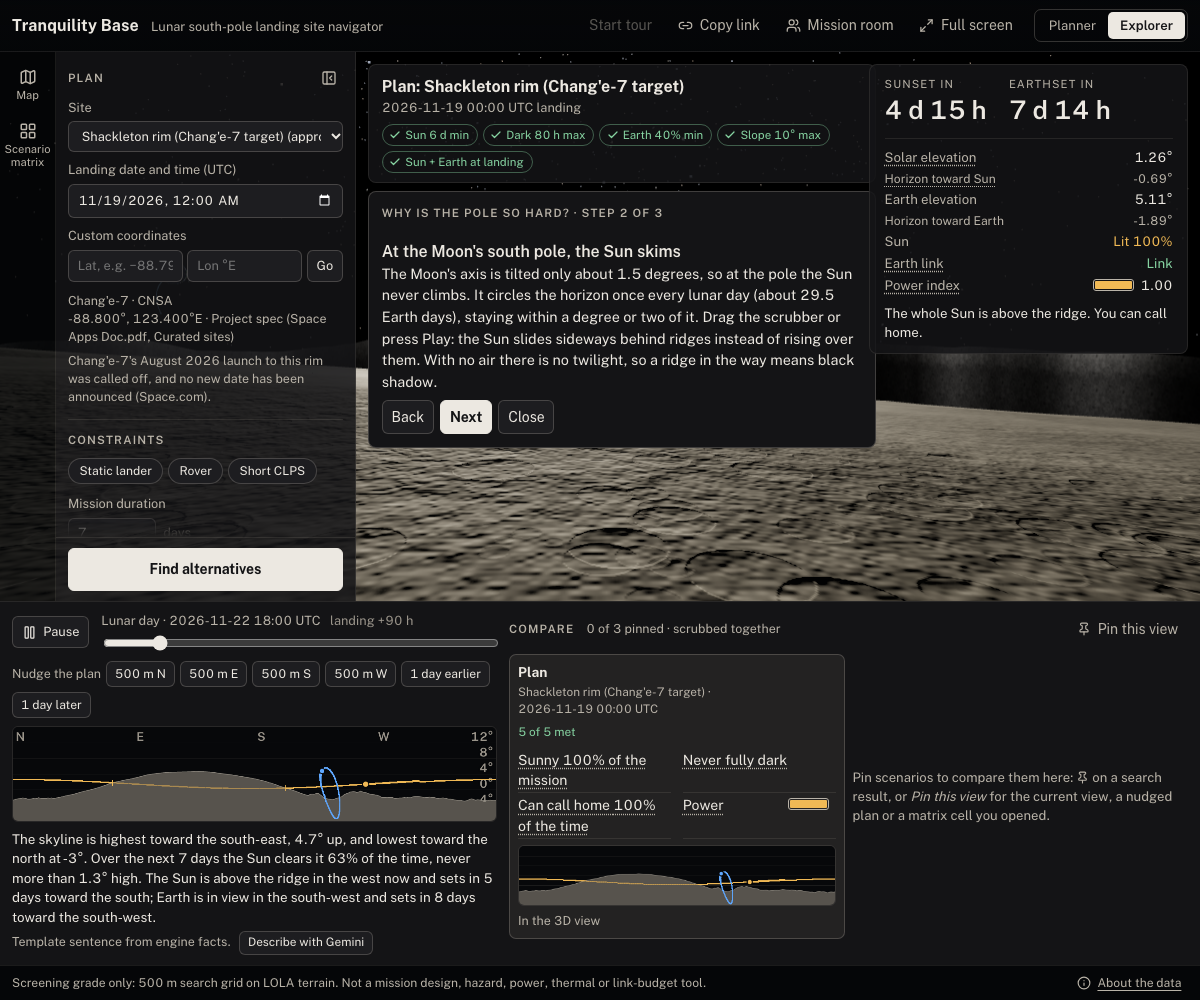 Tranquility Base Lunar south-pole landing site navigator Start tour Copy link Mission room Full screen Planner Explorer
Map
Scenario
matrix
PLAN
Site
Shackleton rim (Chang'e-7 target) (appro
Landing date and time (UTC)
11/19/2026, 12:00 AM
Custom coordinates
Lat, e.g. −88.79 Lon °E Go
Chang'e-7 · CNSA
-88.800°, 123.400°E · Project spec (Space
Apps Doc.pdf, Curated sites)
Chang'e-7's August 2026 launch to this rim
was called off, and no new date has been
announced (Space.com).
CONSTRAINTS
Static lander Rover Short CLPS
Mission duration
7 days
Find alternatives
Plan: Shackleton rim (Chang'e-7 target)
2026-11-19 00:00 UTC landing
Sun 6 d min Dark 80 h max Earth 40% min Slope 10° max
Sun + Earth at landing
WHY IS THE POLE SO HARD? · STEP 2 OF 3
At the Moon's south pole, the Sun skims
The Moon's axis is tilted only about 1.5 degrees, so at the pole the Sun
never climbs. It circles the horizon once every lunar day (about 29.5
Earth days), staying within a degree or two of it. Drag the scrubber or
press Play: the Sun slides sideways behind ridges instead of rising over
them. With no air there is no twilight, so a ridge in the way means black
shadow.
Back Next Close
SUNSET IN EARTHSET IN
4 d 15 h 7 d 14 h
Solar elevation 1.26°
Horizon toward Sun -0.69°
Earth elevation 5.11°
Horizon toward Earth -1.89°
Sun Lit 100%
Earth link Link
Power index 1.00
The whole Sun is above the ridge. You can call
home.
Pause Lunar day · 2026-11-22 18:00 UTC landing +90 h
Nudge the plan 500 m N 500 m E 500 m S 500 m W 1 day earlier
1 day later
N E S W 12°
8°
4°
0°
-4°
The skyline is highest toward the south-east, 4.7° up, and lowest toward the
north at -3°. Over the next 7 days the Sun clears it 63% of the time, never
more than 1.3° high. The Sun is above the ridge in the west now and sets in 5
days toward the south; Earth is in view in the south-west and sets in 8 days
toward the south-west.
Template sentence from engine facts. Describe with Gemini
COMPARE 0 of 3 pinned · scrubbed together Pin this view
Plan
Shackleton rim (Chang'e-7 target) ·
2026-11-19 00:00 UTC
5 of 5 met
Sunny 100% of the
mission
Never fully dark
Can call home 100%
of the time
Power
In the 3D view
Pin scenarios to compare them here: on a search
result, or Pin this view for the current view, a nudged
plan or a matrix cell you opened.
Screening grade only: 500 m search grid on LOLA terrain. Not a mission design, hazard, power, thermal or link-budget tool. About the data